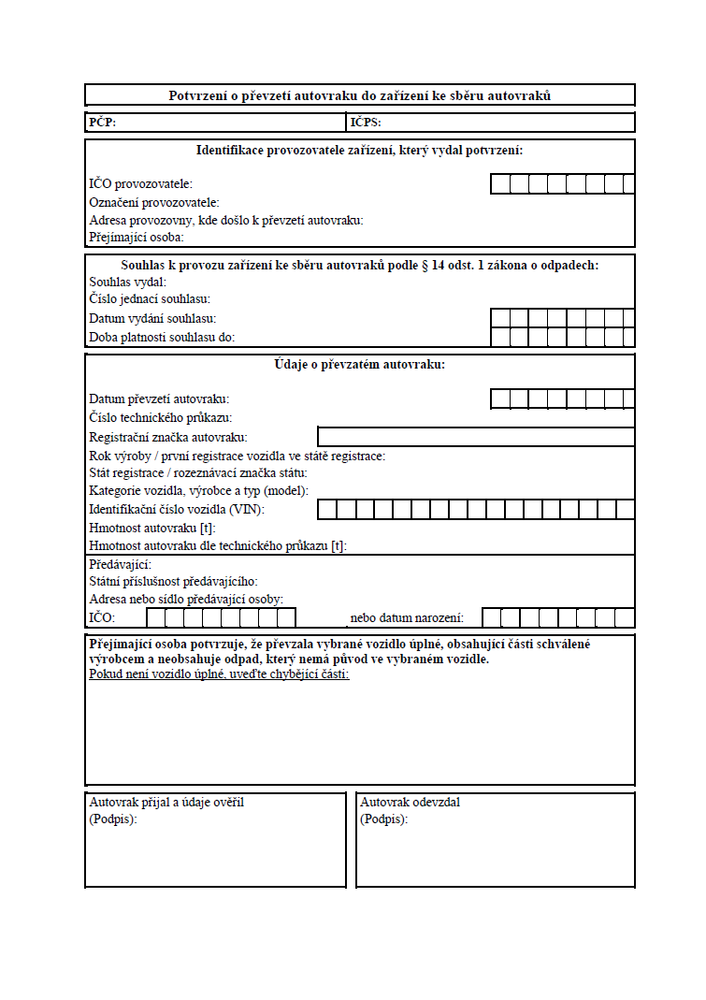 Potvrzení o převzetí autovraku do zařízení ke sběru autovraků
PČP: IČPS:
Identifikace provozovatele zařízení, který vydal potvrzení:
IČO provozovatele:
Označení provozovatele:
Adresa provozovny, kde došlo k převzetí autovraku:
Přejímající osoba:
Souhlas k provozu zařízení ke sběru autovraků podle § 14 odst. 1 zákona o odpadech:
Souhlas vydal:
Číslo jednací souhlasu:
Datum vydání souhlasu:
Doba platnosti souhlasu do:
Údaje o převzatém autovraku:
Datum převzetí autovraku:
Číslo technického průkazu:
Registrační značka autovraku:
Rok výroby / první registrace vozidla ve státě registrace:
Stát registrace / rozeznávací značka státu:
Kategorie vozidla, výrobce a typ (model):
Identifikační číslo vozidla (VIN):
Hmotnost autovraku [t]:
Hmotnost autovraku dle technického průkazu [t]:
Předávající:
Státní příslušnost předávajícího:
Adresa nebo sídlo předávající osoby:
IČO: nebo datum narození:
Přejímající osoba potvrzuje, že převzala vybrané vozidlo úplné, obsahující části schválené
výrobcem a neobsahuje odpad, který nemá původ ve vybraném vozidle.
Pokud není vozidlo úplné, uveďte chybějící části:
Autovrak přijal a údaje ověřil
(Podpis):
Autovrak odevzdal
(Podpis):